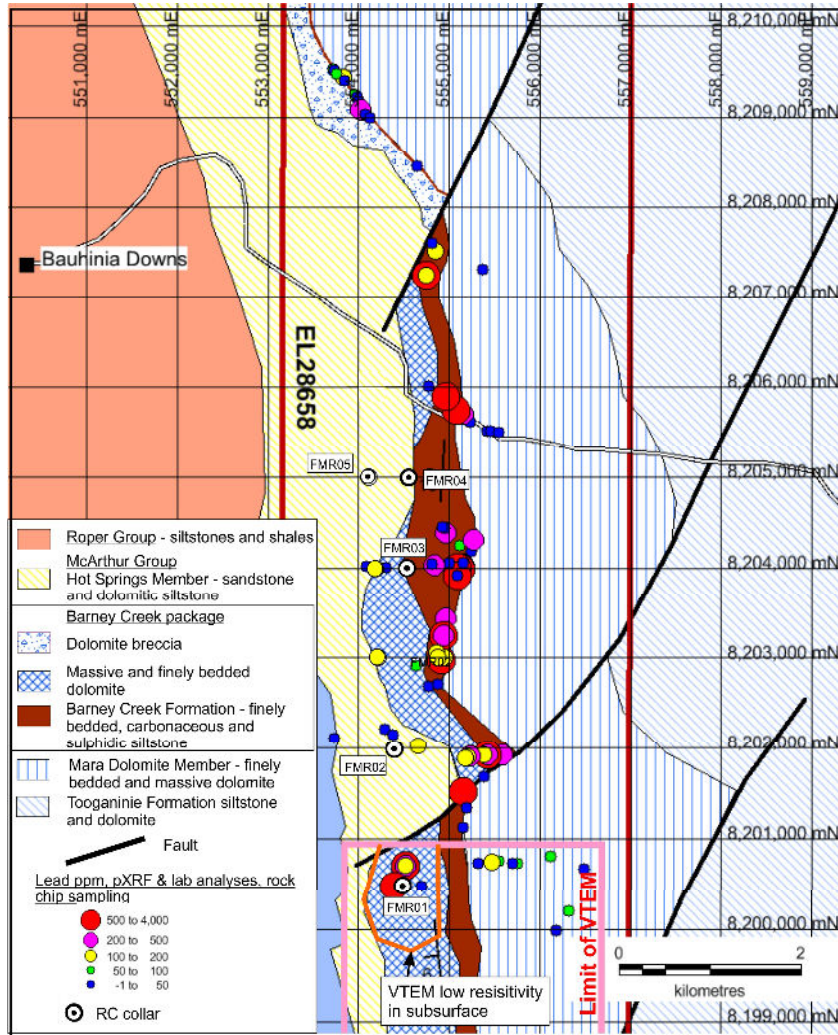 551,000 mE
552,000 mE
553,000 mE
554,000 mE
555,000 mE
556,000 mE
557,000 mE
558,000 mE
559,000 mE
8,210,000 mN
8,209,000 mN
8,208,000 mN
Bauhinia Downs
8,207,000 mN
EL28658
8,206,000 mN
FMR05
FMR04
8,205,000 mN
FMR03
8,204,000 mN
8,203,000 mN
FMR02
8,202,000 mN
8,201,000 mN
FMR01
8,200,000 mN
Limit of VTEM
VTEM low resisitivity
in subsurface
8,199,000 mN
0 2
kilometres
Roper Group - siltstones and shales
McArthur Group
Hot Springs Member - sandstone
and dolomitic siltstone
Barney Creek package
Dolomite breccia
Massive and finely bedded
dolomite
Barney Creek Formation - finely
bedded, carbonaceous and
sulphidic siltstone
Mara Dolomite Member - finely
bedded and massive dolomite
Tooganinie Formation siltstone
and dolomite
Fault
Lead ppm, pXRF & lab analyses, rock
chip sampling
500 to 4,000
200 to 500
100 to 200
50 to 100
-1 to 50
RC collar